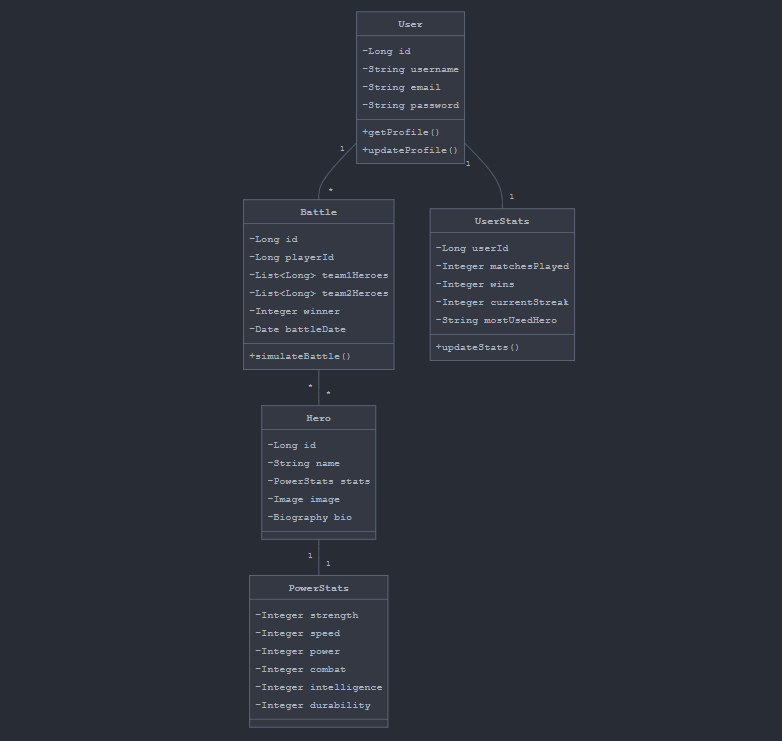 User
-Long id
-String username
-String email
-String password
+getProfile()
+updateProfile()
1
1
*
1
Battle
-Long id
-Long playerId
-List<Long> team1Heroes
-List<Long> team2Heroes
-Integer winner
-Date battleDate
+simulateBattle()
UserStats
-Long userId
-Integer matchesPlayed
-Integer wins
-Integer currentStreak
-String mostUsedHero
+updateStats()
*
*
Hero
-Long id
-String name
-PowerStats stats
-Image image
-Biography bio
1
1
PowerStats
-Integer strength
-Integer speed
-Integer power
-Integer combat
-Integer intelligence
-Integer durability